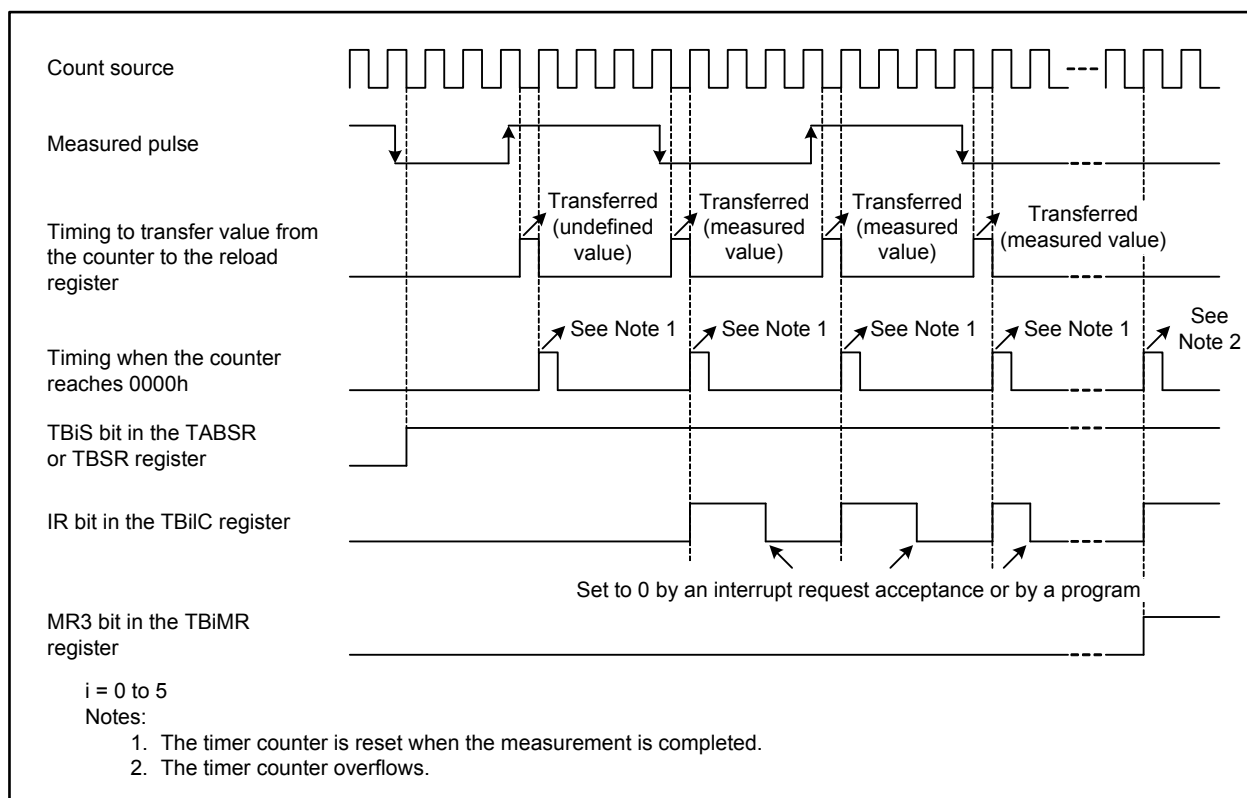 Count source
Measured pulse
Timing to transfer value from
the counter to the reload
register
Transferred
(undefined
value)
Transferred
(measured
value)
Transferred
(measured
value)
Transferred
(measured value)
Timing when the counter
reaches 0000h
See Note 1
See Note 1
See Note 1
See Note 1
See
Note 2
TBiS bit in the TABSR
or TBSR register
IR bit in the TBiIC register
Set to 0 by an interrupt request acceptance or by a program
MR3 bit in the TBiMR
register
i = 0 to 5
Notes:
1. The timer counter is reset when the measurement is completed.
2. The timer counter overflows.